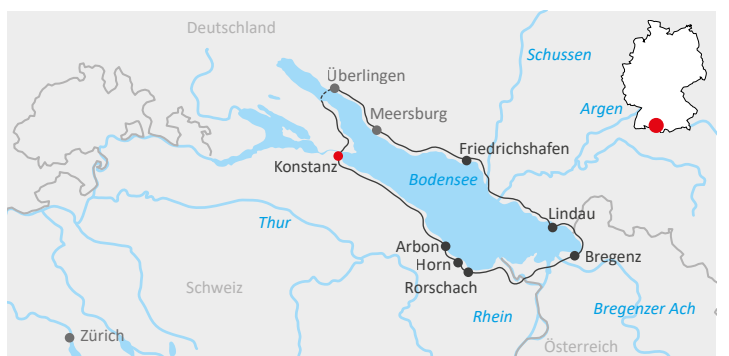 Deutschland
Schussen
Überlingen
Argen
Meersburg
Friedrichshafen
Konstanz
Bodensee
Lindau
Thur
Arbon
Bregenz
Horn
Rorschach
Schweiz
Bregenzer Ach
Rhein
Zürich
Österreich